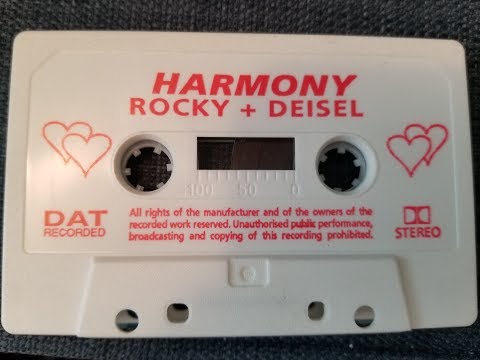 HARMONY
ROCKY + DEISEL
100 50 0
DAT
RECORDED
All rights of the manufacturer and of the owners of the
recorded work reserved. Unauthorised public performance,
broadcasting and copying of this recording prohibited.
STEREO